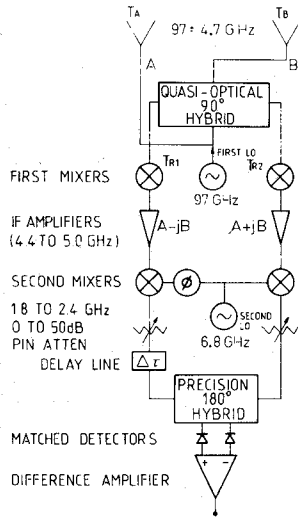 TA
TB
97 ± 4.7 GHz
A
B
QUASI-OPTICAL
90°
HYBRID
FIRST LO
TR1
TR2
FIRST MIXERS
97 GHz
IF AMPLIFIERS
(4.4 TO 5.0 GHz)
A-jB
A+jB
SECOND MIXERS
ø
1.8 TO 2.4 GHz
0 TO 50dB
PIN ATTEN
SECOND
LO
6.8 GHz
DELAY LINE
Δτ
PRECISION
180°
HYBRID
MATCHED DETECTORS
+
-
DIFFERENCE AMPLIFIER